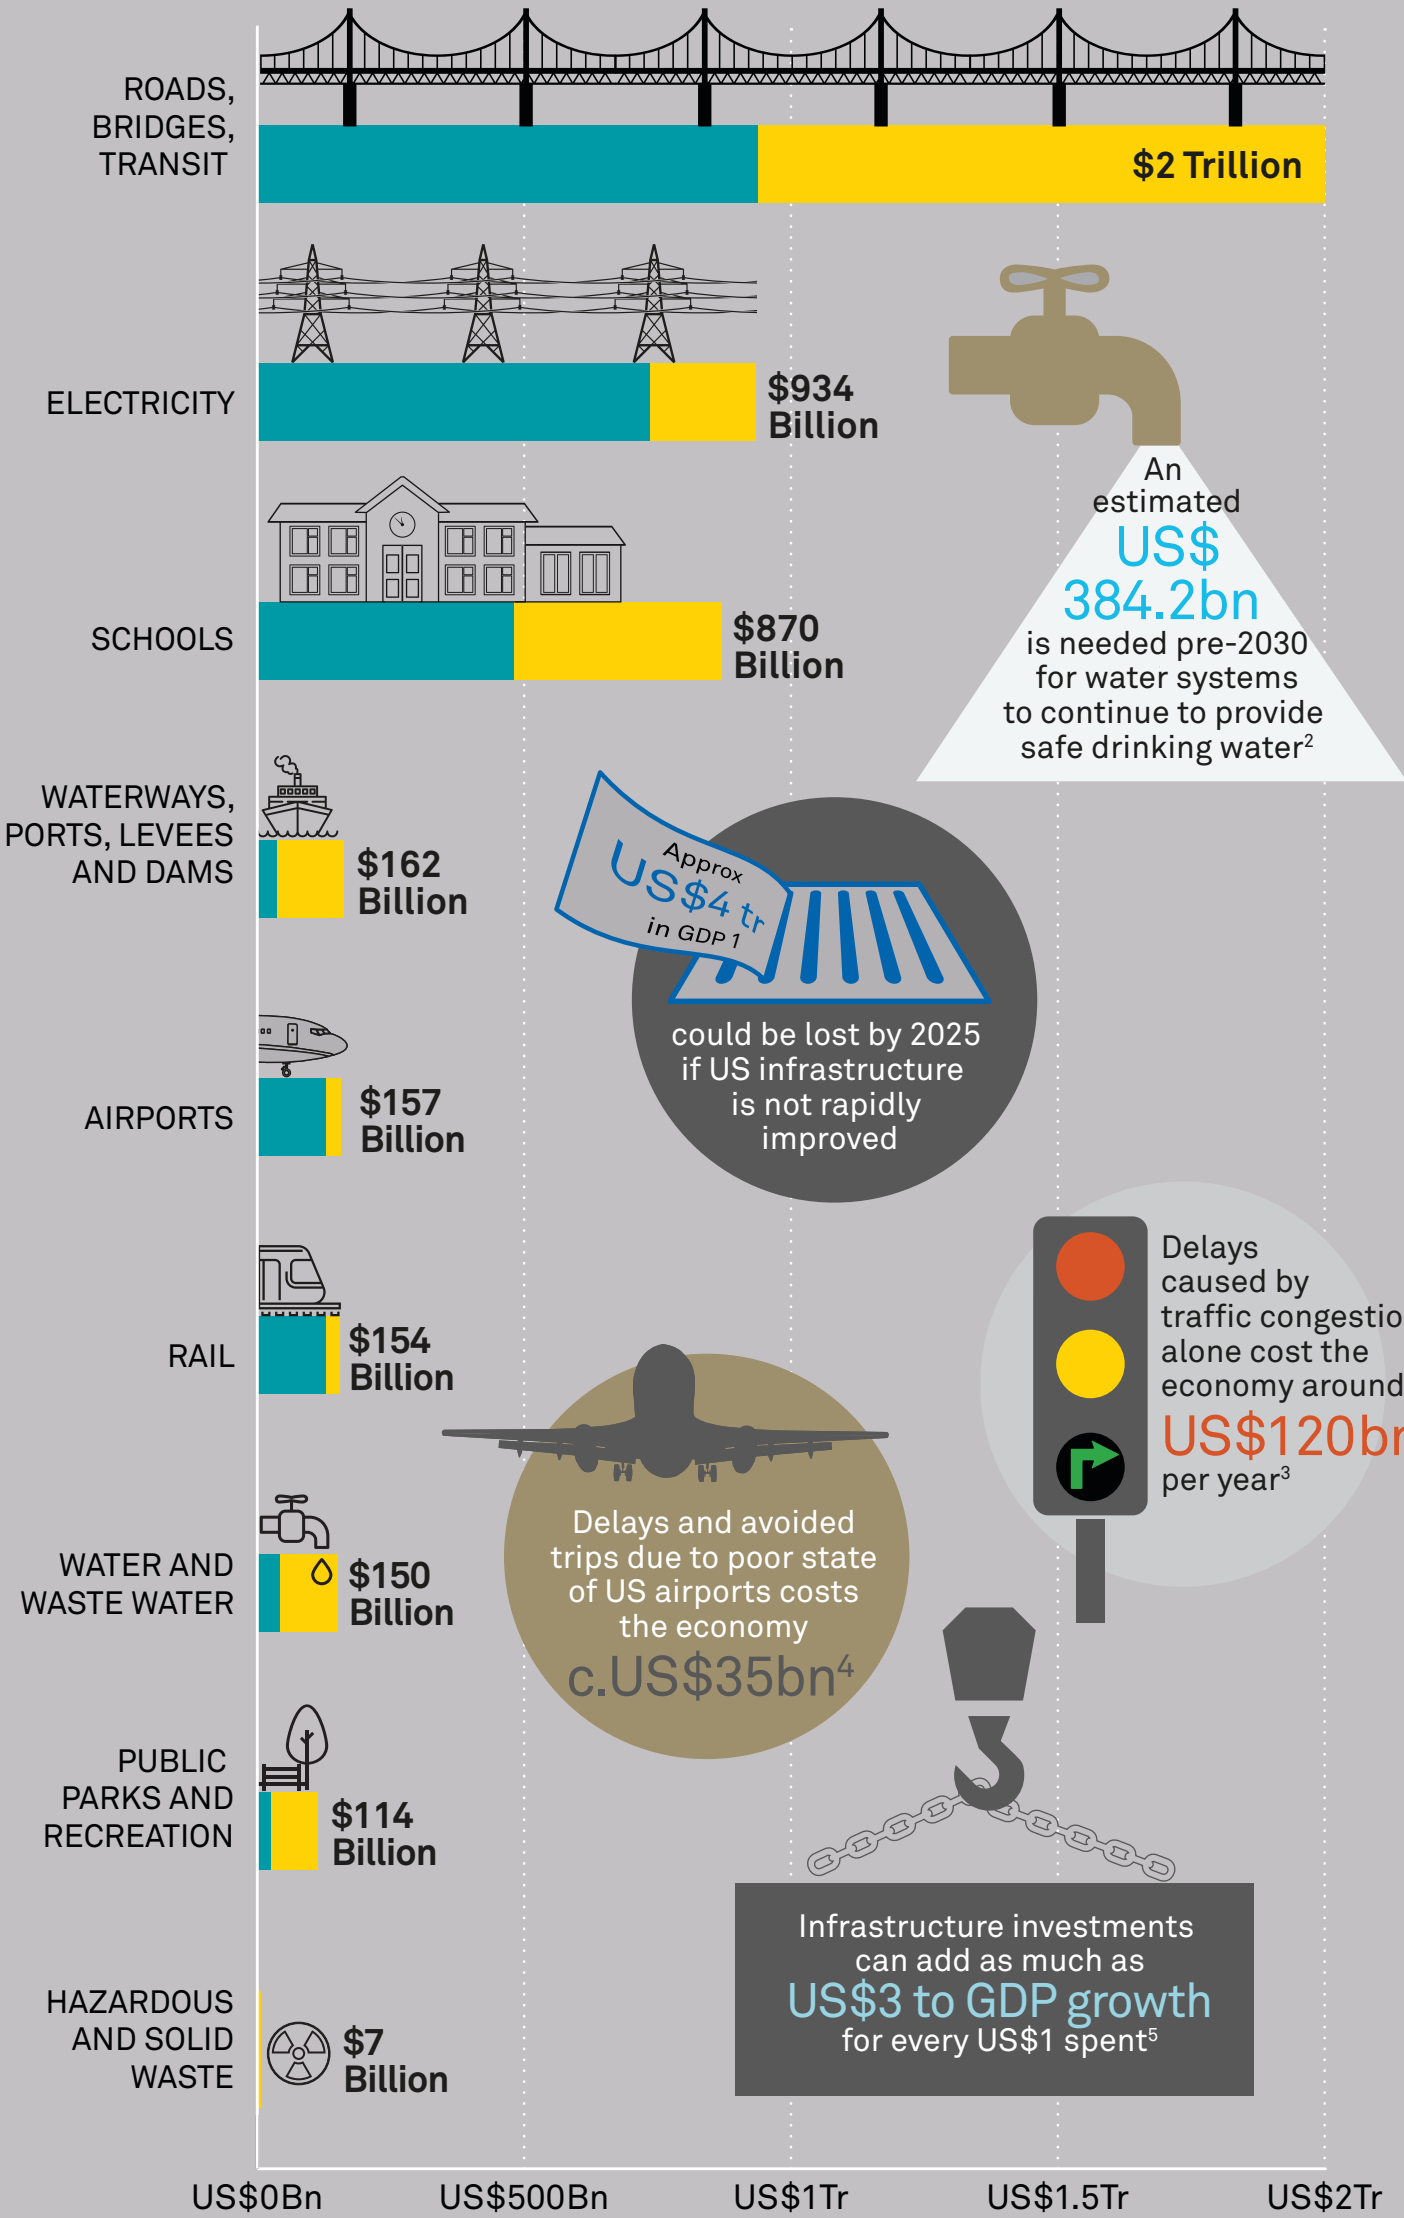 ROADS,
BRIDGES,
TRANSIT
$2 Trillion
ELECTRICITY
$934
Billion
An
estimated
US$
384.2bn
is needed pre-2030
for water systems
to continue to provide
safe drinking water2
SCHOOLS
$870
Billion
WATERWAYS,
PORTS, LEVEES
AND DAMS
$162
Billion
Approx
US$4 tr
in GDP 1
could be lost by 2025
if US infrastructure
is not rapidly
improved
AIRPORTS
$157
Billion
Delays
caused by
traffic congestio
alone cost the
economy around
US$120bn
per year3
RAIL
$154
Billion
Delays and avoided
trips due to poor state
of US airports costs
the economy
c.US$35bn4
WATER AND
WASTE WATER
$150
Billion
PUBLIC
PARKS AND
RECREATION
$114
Billion
Infrastructure investments
can add as much as
US$3 to GDP growth
for every US$1 spent5
HAZARDOUS
AND SOLID
WASTE
$7
Billion
US$0Bn US$500Bn US$1Tr US$1.5Tr US$2Tr